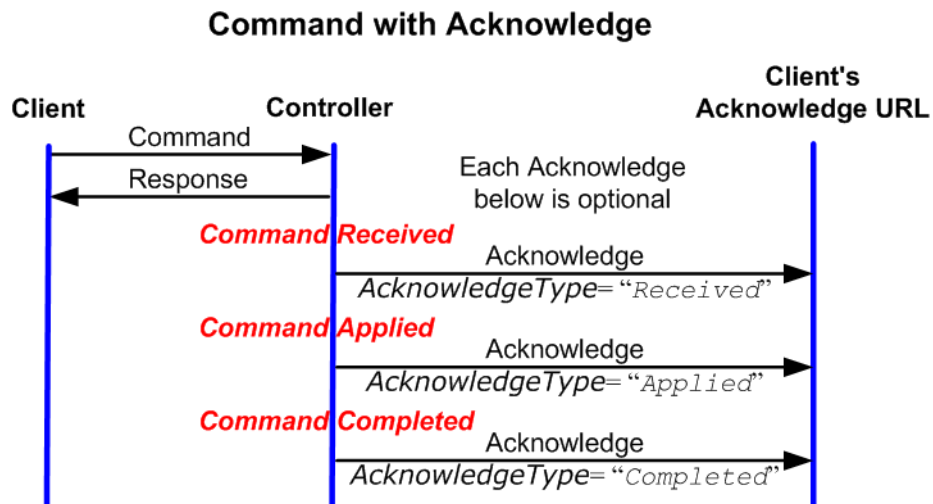 Command with Acknowledge
Client's
Client
Controller
Acknowledge URL
Command
Response
Each Acknowledge
below is optional
Command Received
Acknowledge
AcknowledgeType=“Received”
Command Applied
Acknowledge
AcknowledgeType=“Applied”
Command Completed
Acknowledge
AcknowledgeType=“Completed”